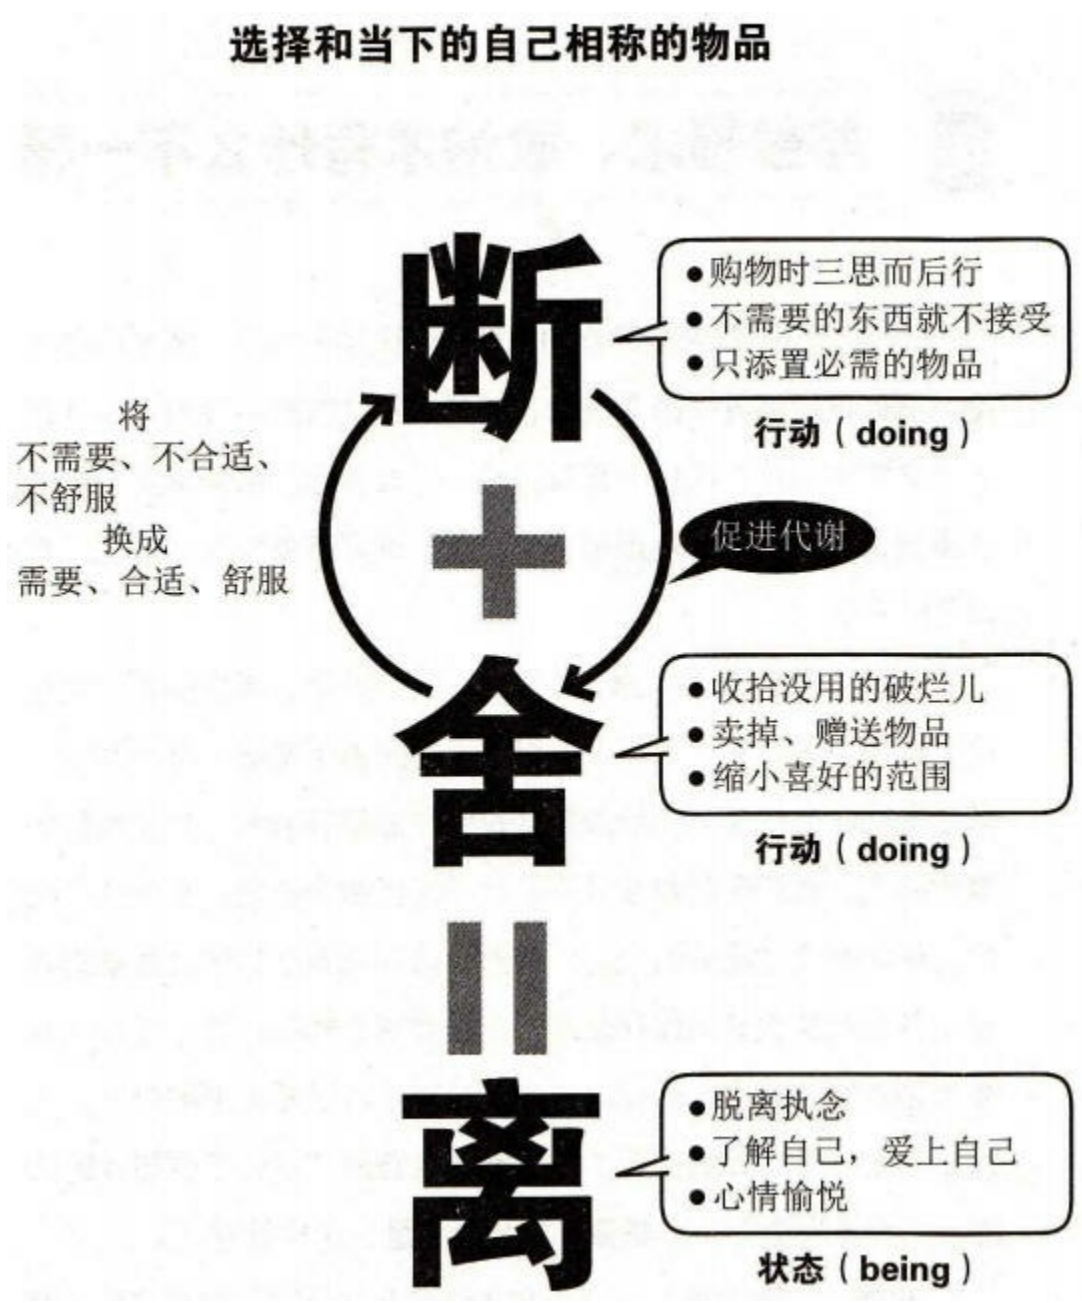 选择和当下的自己相称的物品
断
●购物时三思而后行
●不需要的东西就不接受
●只添置必需的物品
行动（doing）
将
不需要、不合适、
不舒服
换成
需要、合适、舒服
+
促进代谢
舍
●收拾没用的破烂儿
●卖掉、赠送物品
●缩小喜好的范围
行动（doing）
=
离
●脱离执念
●了解自己，爱上自己
●心情愉悦
状态（being）